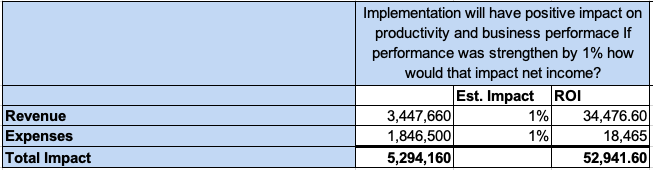 Implementation will have positive impact on
productivity and business performace If
performance was strengthen by 1% how
would that impact net income?
Est. Impact ROI
Revenue 3,447,660 1% 34,476.60
Expenses 1,846,500 1% 18,465
Total Impact 5,294,160 52,941.60